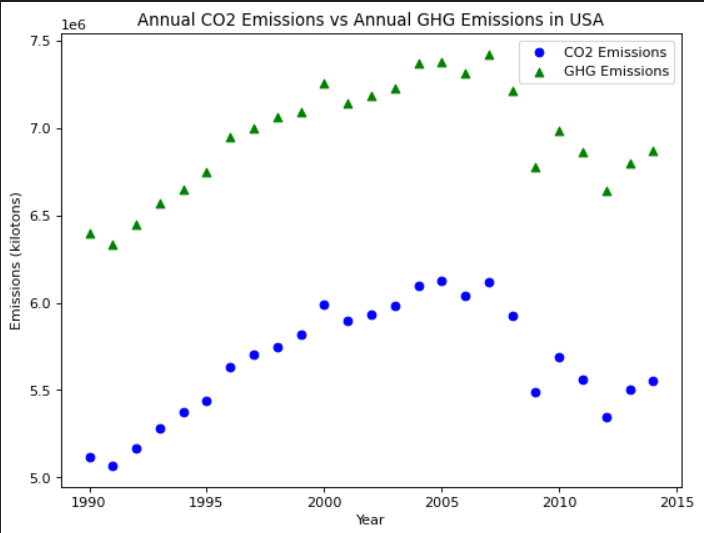 Annual CO2 Emissions vs Annual GHG Emissions in USA
1e6
CO2 Emissions
GHG Emissions
7.5
7.0
6.5
6.0
5.5
5.0
Emissions (kilotons)
1990 1995 2000 2005 2010 2015
Year